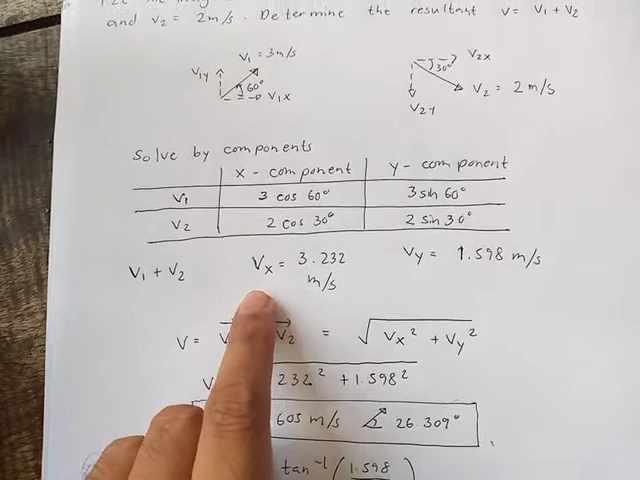 and v2 = 2m/s. Determine the resultant v = v1 + v2
V1 = 3m/s
V2x
V1y
30°
60°
V2 = 2 m/s
V1x
V2y
Solve by components
x - component y - component
V1 3 cos 60° 3 sin 60°
V2 2 cos 30° 2 sin 30°
V1 + V2 Vx = 3.232 m/s Vy = 1.598 m/s
V = V2 = √Vx² + Vy²
232² + 1.598²
605 m/s ∠ 26.309°
tan⁻¹ (1.598)